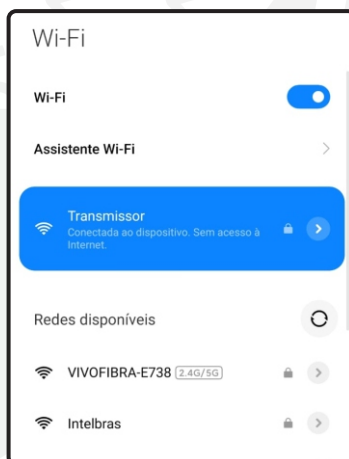 Wi-Fi
Wi-Fi
Assistente Wi-Fi
Transmissor
Conectada ao dispositivo. Sem acesso à
Internet.
Redes disponíveis
VIVOFIBRA-E738 2.4G/5G
Intelbras